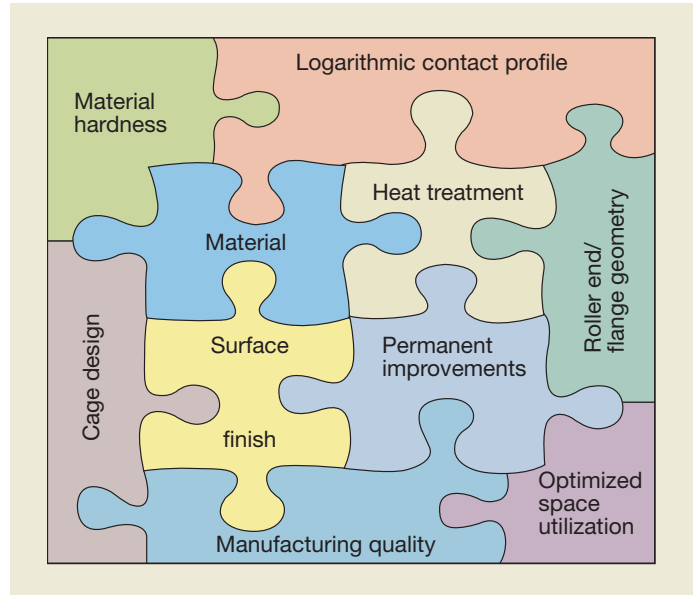 Logarithmic contact profile
Material
hardness
Heat treatment
Material
Roller end/
flange geometry
Cage design
Surface
finish
Permanent
improvements
Optimized
space
utilization
Manufacturing quality